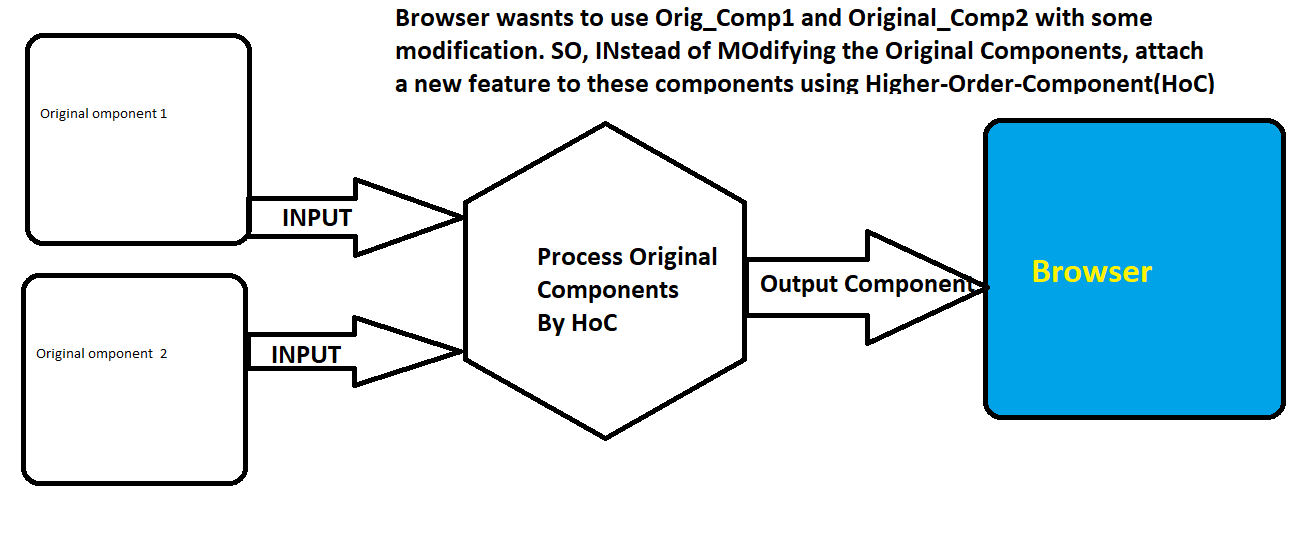 Browser wasnts to use Orig_Comp1 and Original_Comp2 with some
modification. SO, INstead of MOdifying the Original Components, attach
a new feature to these components using Higher-Order-Component(HoC)
Original omponent 1
INPUT
Original omponent  2
INPUT
Process Original
Components
By HoC
Output Component
Browser